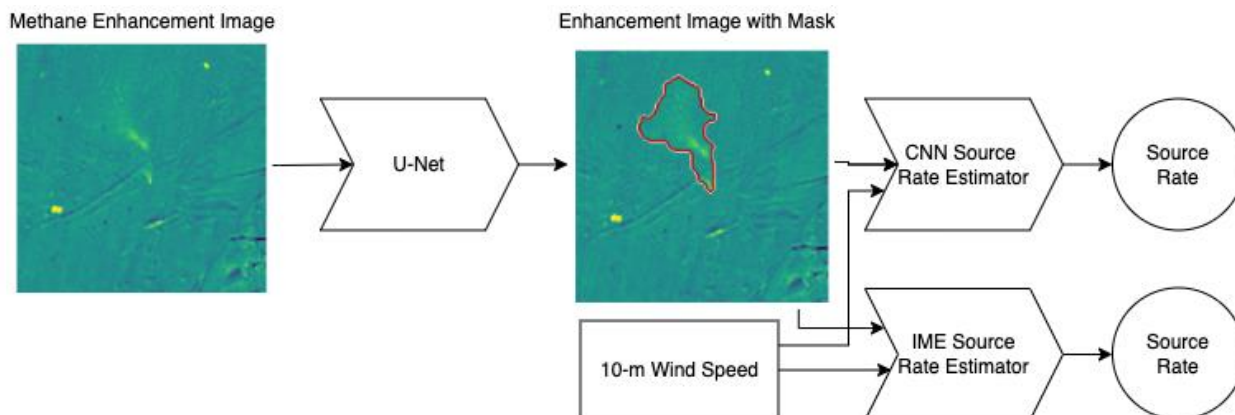 Methane Enhancement Image
Enhancement Image with Mask
U-Net
CNN Source
Rate Estimator
Source
Rate
10-m Wind Speed
IME Source
Rate Estimator
Source
Rate